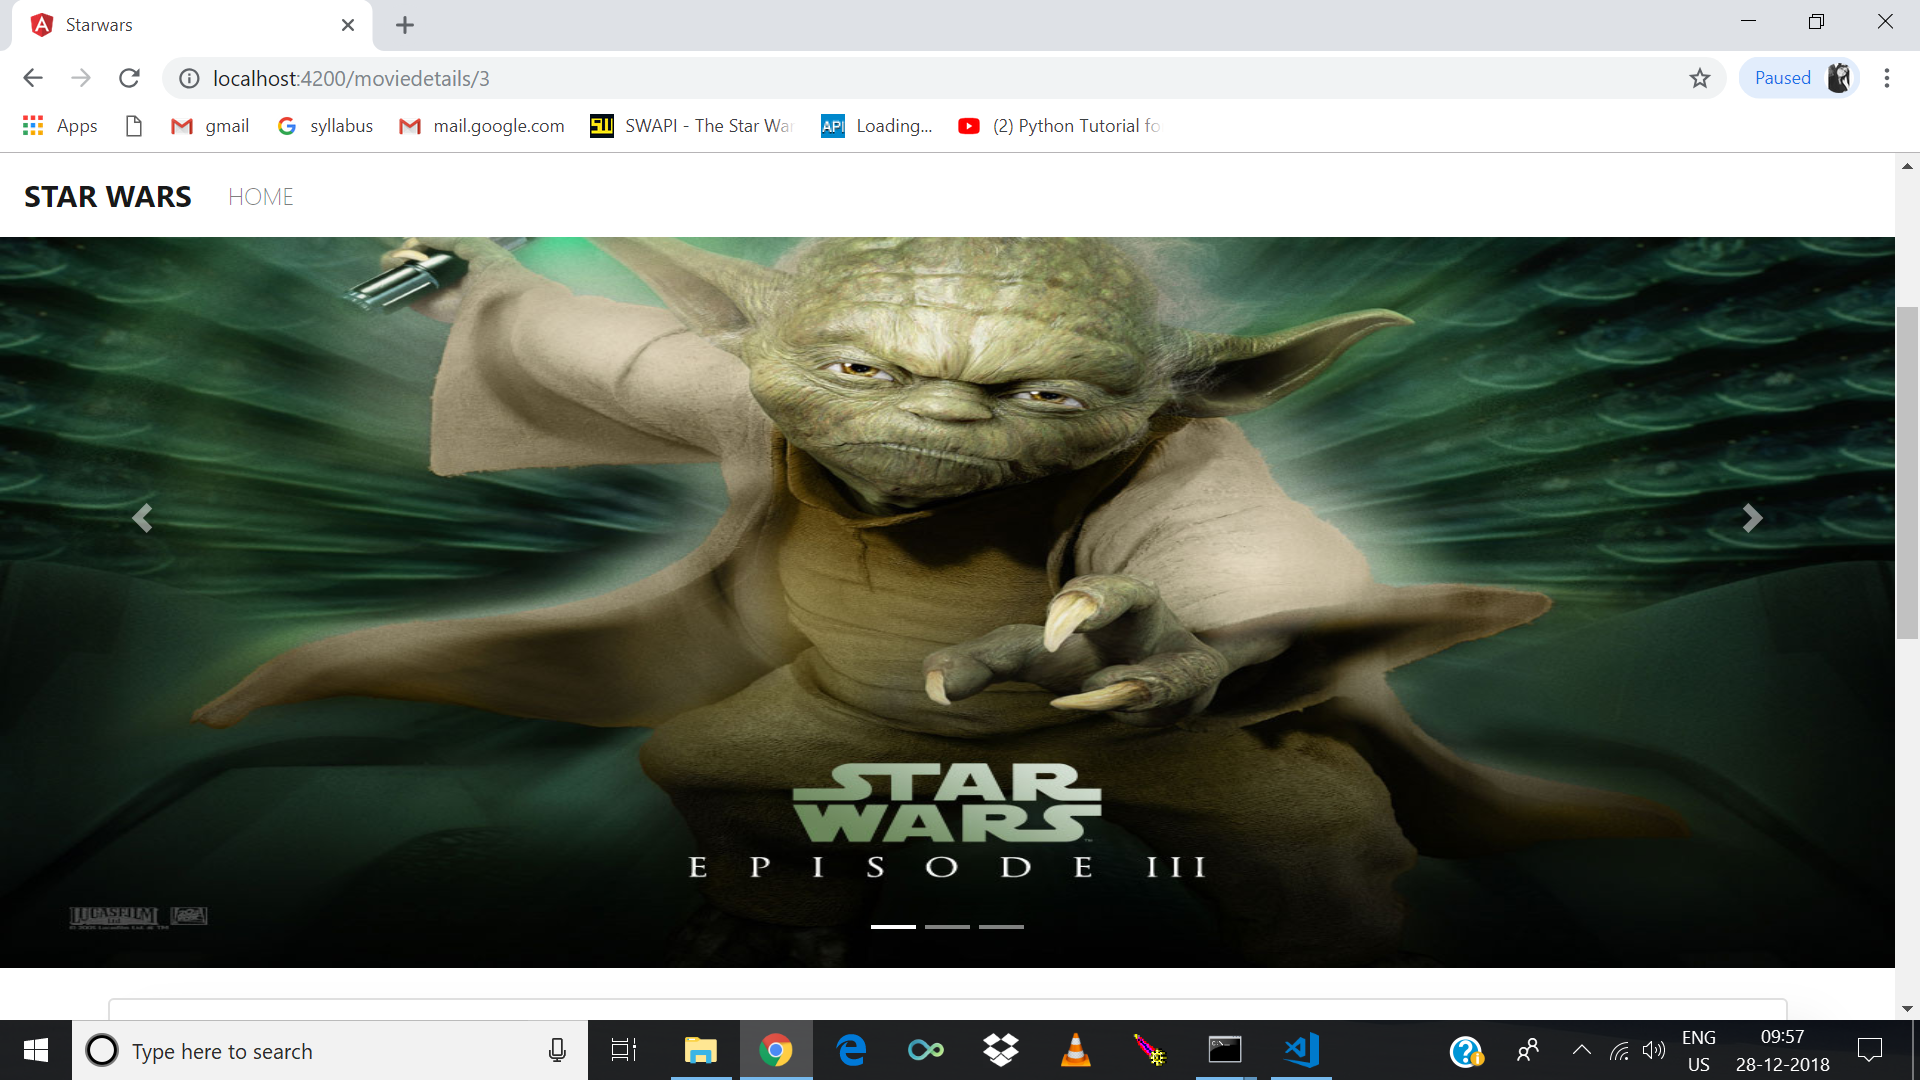 Starwars
localhost:4200/moviedetails/3
Paused
Apps
gmail
syllabus
mail.google.com
SWAPI - The Star War
API
Loading...
(2) Python Tutorial fo
STAR WARS
HOME
STAR
WARS
EPISODE III
LUCASFILM
Ltd.
Type here to search
ENG
US
09:57
28-12-2018